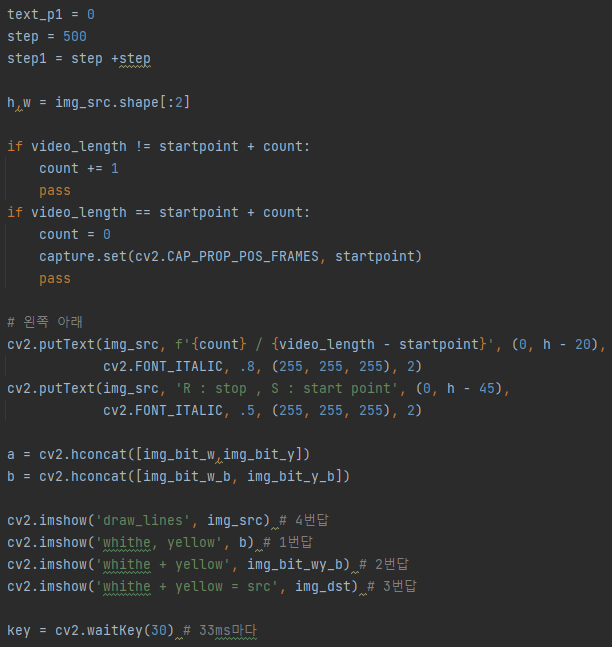 text_p1 = 0
step = 500
step1 = step +step
h,w = img_src.shape[:2]
if video_length != startpoint + count:
    count += 1
    pass
if video_length == startpoint + count:
    count = 0
    capture.set(cv2.CAP_PROP_POS_FRAMES, startpoint)
    pass
# 왼쪽 아래
cv2.putText(img_src, f'{count} / {video_length - startpoint}', (0, h - 20),
            cv2.FONT_ITALIC, .8, (255, 255, 255), 2)
cv2.putText(img_src, 'R : stop , S : start point', (0, h - 45),
            cv2.FONT_ITALIC, .5, (255, 255, 255), 2)
a = cv2.hconcat([img_bit_w,img_bit_y])
b = cv2.hconcat([img_bit_w_b, img_bit_y_b])
cv2.imshow('draw_lines', img_src) # 4번답
cv2.imshow('whithe, yellow', b) # 1번답
cv2.imshow('whithe + yellow', img_bit_wy_b) # 2번답
cv2.imshow('whithe + yellow = src', img_dst) # 3번답
key = cv2.waitKey(30) # 33ms마다